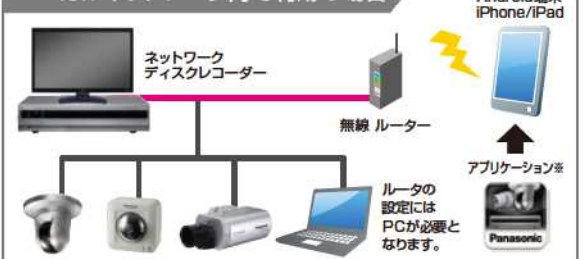 iPhone/iPad
ネットワーク
ディスクレコーダー
無線 ルーター
アプリケーション※
ルータの
設定には
PCが必要と
なります。
Panasonic